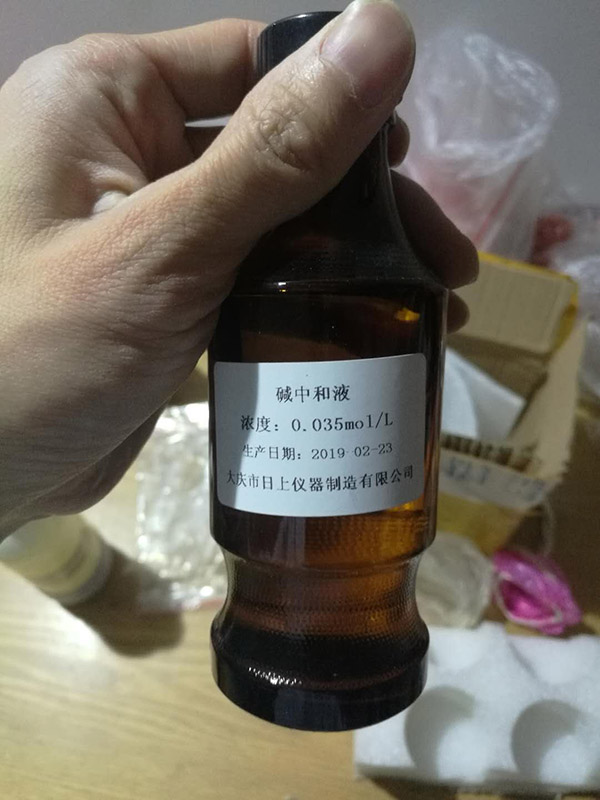 碱中和液
浓度：0.035mol/L
生产日期：2019-02-23
大庆市日上仪器制造有限公司